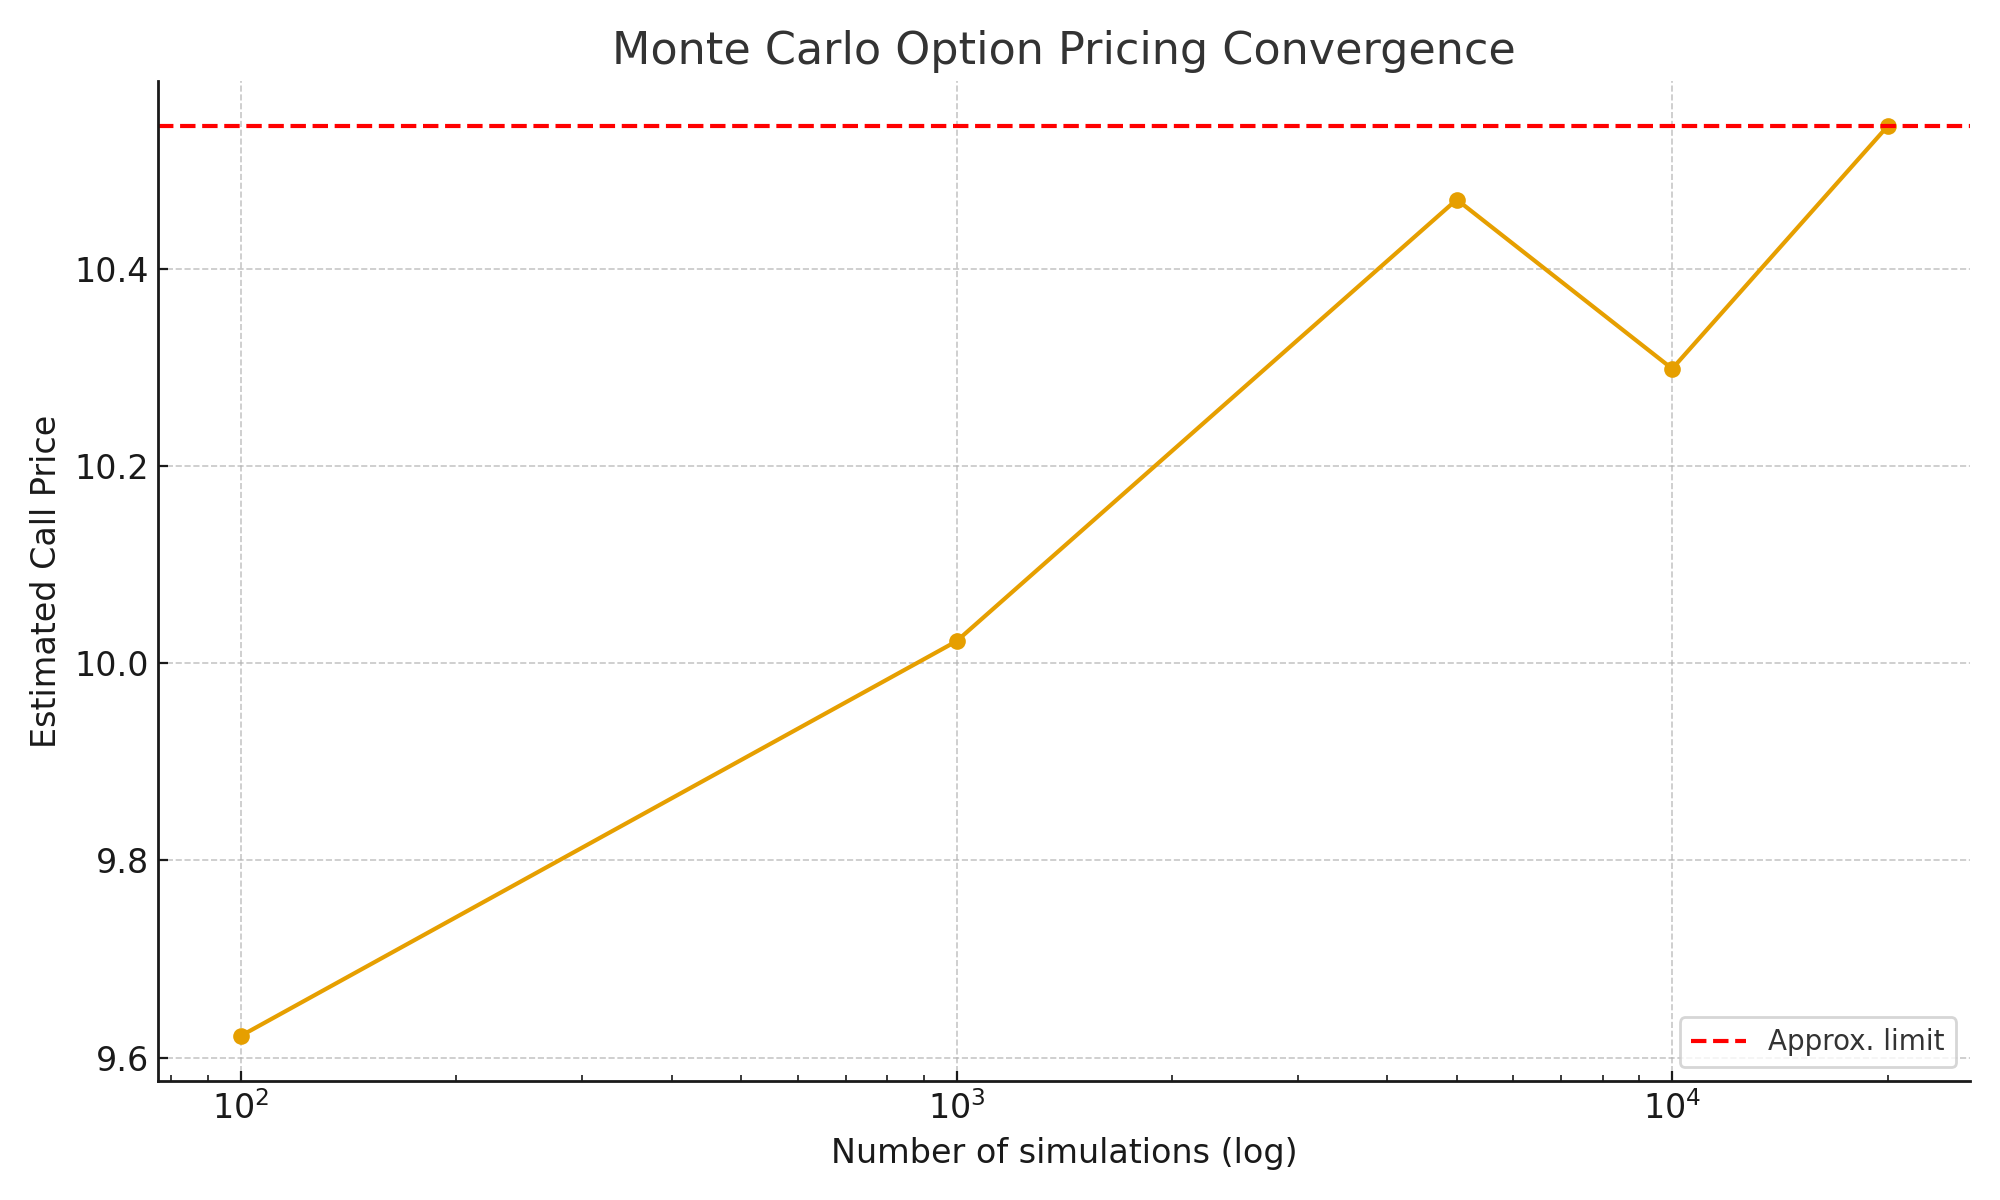 Monte Carlo Option Pricing Convergence
Estimated Call Price
10.4
10.2
10.0
9.8
9.6
10²
10³
10⁴
Number of simulations (log)
Approx. limit